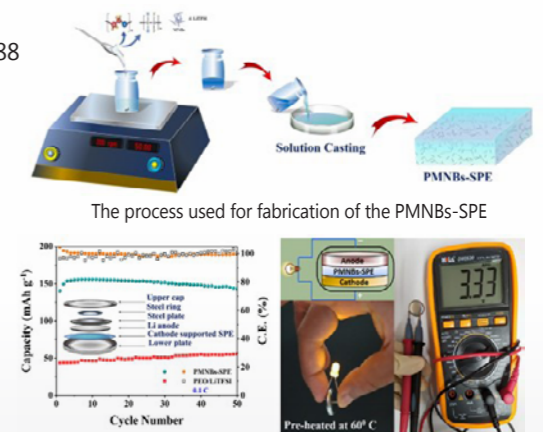 38
Solution Casting
PMNBs-SPE
The process used for fabrication of the PMNBs-SPE
200
150
100
50
0
Capacity (mAh g⁻¹)
Upper cap
Steel ring
Steel plate
Li anode
Cathode supported SPE
Lower plate
PMNBs-SPE
PEO/LiTFSI
0.1 C
100
80
60
40
20
0
C.E. (%)
0 10 20 30 40 50
Cycle Number
Anode
PMNBs-SPE
Cathode
Pre-heated at 60⁰ C
3.33